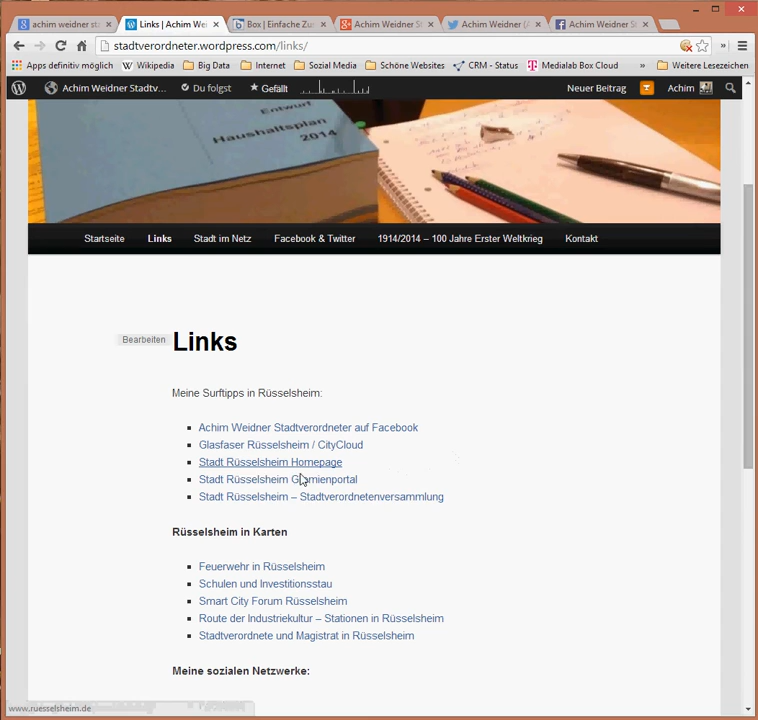 achim weidner sta
Links | Achim We
Box | Einfache Zus
Achim Weidner St
Achim Weidner (A
Achim Weidner St
stadtverordneter.wordpress.com/links/
Apps definitiv möglich Wikipedia Big Data Internet Sozial Media Schöne Websites CRM - Status Medialab Box Cloud » Weitere Lesezeichen
Achim Weidner Stadtv... Du folgst Gefällt Neuer Beitrag Achim
Entwurf
Haushaltsplan
2014
Startseite Links Stadt im Netz Facebook & Twitter 1914/2014 – 100 Jahre Erster Weltkrieg Kontakt
Bearbeiten Links
Meine Surftipps in Rüsselsheim:
Achim Weidner Stadtverordneter auf Facebook
Glasfaser Rüsselsheim / CityCloud
Stadt Rüsselsheim Homepage
Stadt Rüsselsheim Gremienportal
Stadt Rüsselsheim – Stadtverordnetenversammlung
Rüsselsheim in Karten
Feuerwehr in Rüsselsheim
Schulen und Investitionsstau
Smart City Forum Rüsselsheim
Route der Industriekultur – Stationen in Rüsselsheim
Stadtverordnete und Magistrat in Rüsselsheim
Meine sozialen Netzwerke:
www.ruesselsheim.de